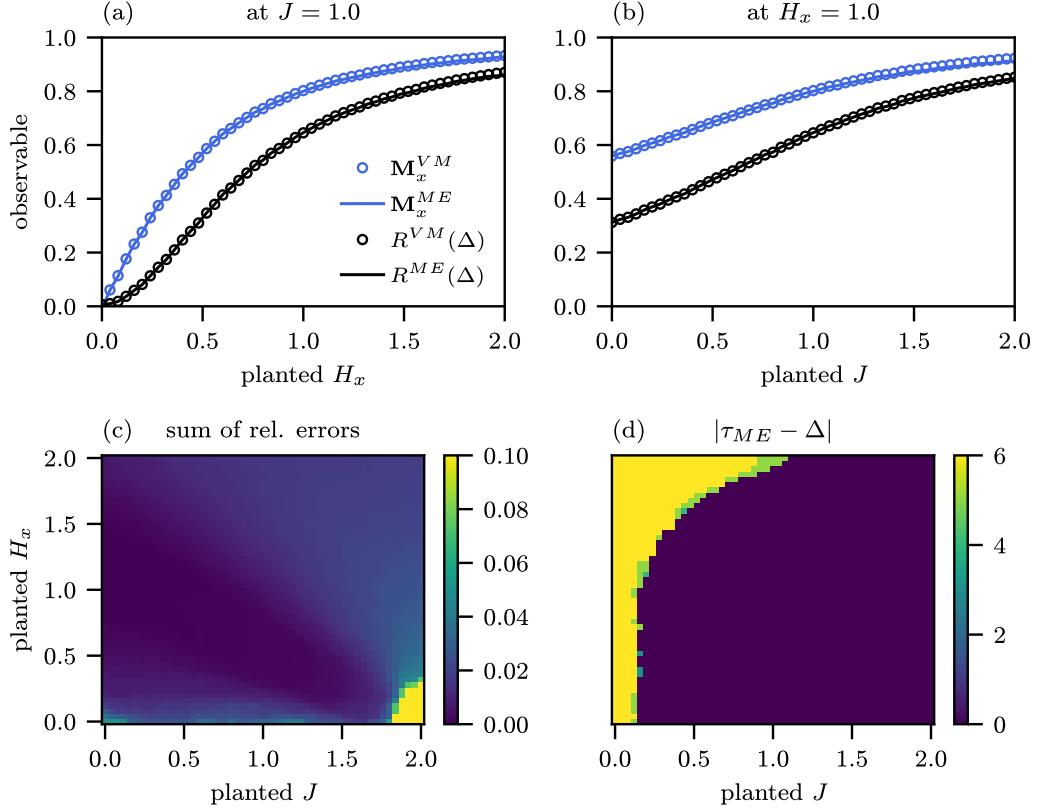 (a) at J = 1.0
1.0
0.8
0.6
0.4
0.2
0.0
observable
M_x^{VM}
M_x^{ME}
R^{VM}(Δ)
R^{ME}(Δ)
0.0 0.5 1.0 1.5 2.0
planted H_x
(b) at H_x = 1.0
1.0
0.8
0.6
0.4
0.2
0.0
0.0 0.5 1.0 1.5 2.0
planted J
(c) sum of rel. errors
2.0
1.5
1.0
0.5
0.0
planted H_x
0.0 0.5 1.0 1.5 2.0
planted J
0.10
0.08
0.06
0.04
0.02
0.00
(d) |τ_{ME} − Δ|
0.0 0.5 1.0 1.5 2.0
planted J
6
4
2
0